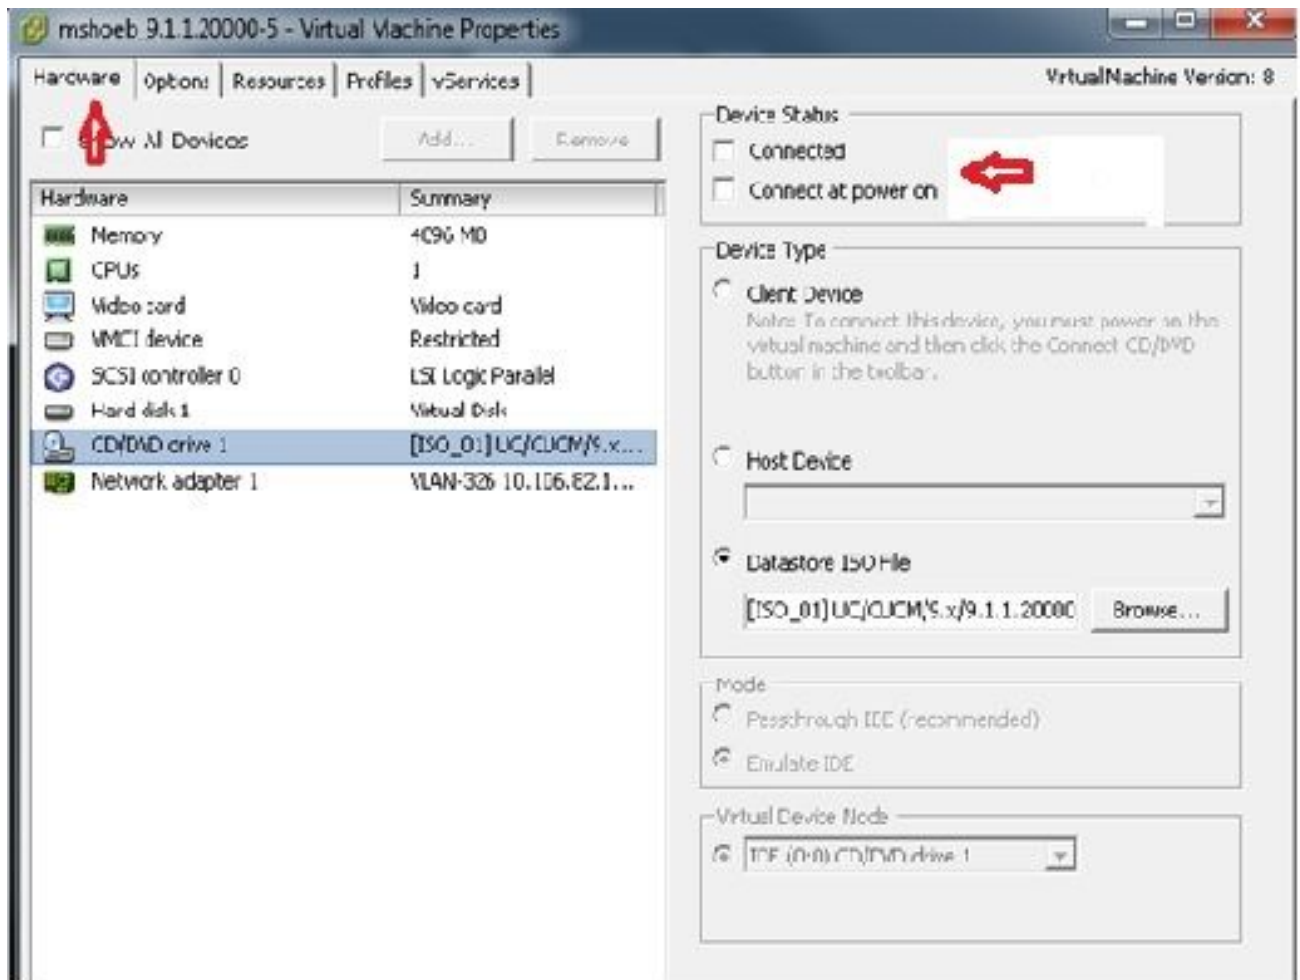 mshoeb 9.1.1.20000-5 - Virtual Machine Properties
Hardware Options Resources Profiles vServices
Virtual Machine Version: 8
Show All Devices
Add...
Remove
Hardware Summary
Memory 4096 MB
CPUs 1
Video card Video card
VMCI device Restricted
SCSI controller 0 LSI Logic Parallel
Hard disk 1 Virtual Disk
CD/DVD drive 1 [ISO_01] UC/CUCM/9.x...
Network adapter 1 VLAN-326 10.106.82.1...
Device Status
Connected
Connect at power on
Device Type
Client Device
Note: To connect this device, you must power on the
virtual machine and then click the Connect CD/DVD
button in the toolbar.
Host Device
Datastore ISO File
[ISO_01] UC/CUCM/9.x/9.1.1.20000
Browse...
Mode
Passthrough IDE (recommended)
Emulate IDE
Virtual Device Node
IDE (0:0) CD/DVD drive 1